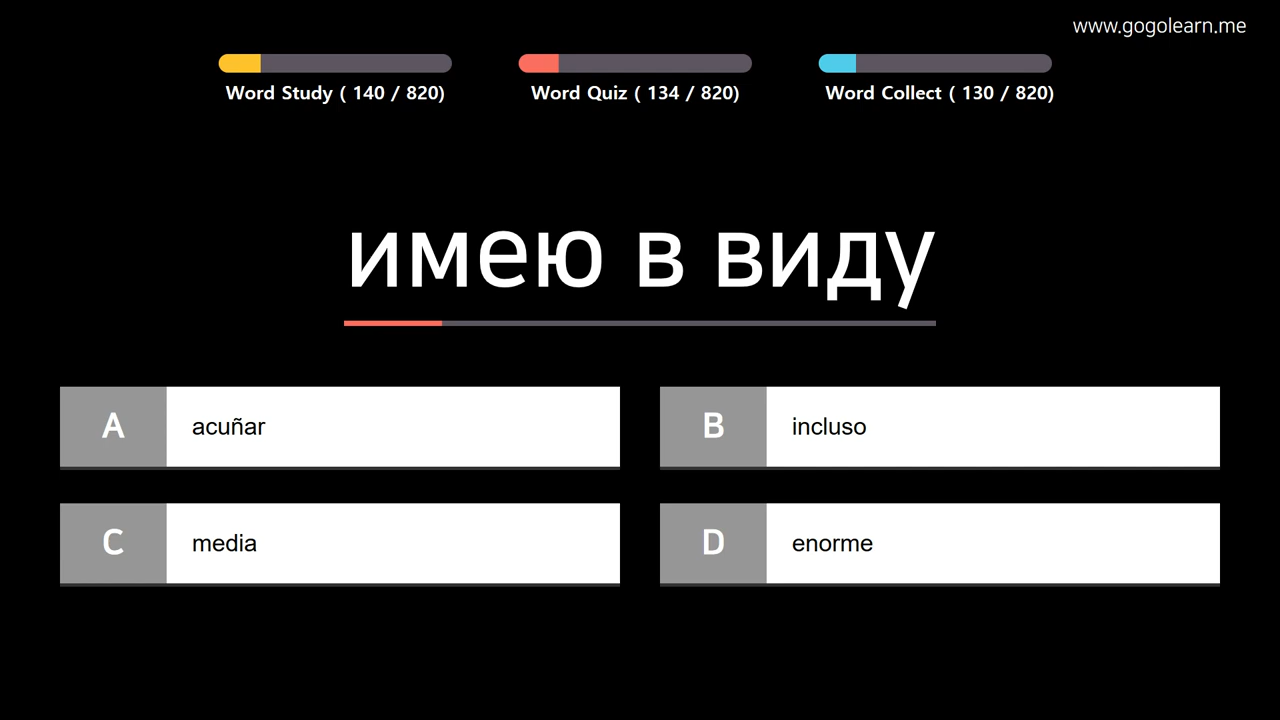 www.gogolearn.me
Word Study ( 140 / 820)
Word Quiz ( 134 / 820)
Word Collect ( 130 / 820)
имею в виду
A acuñar
B incluso
C media
D enorme